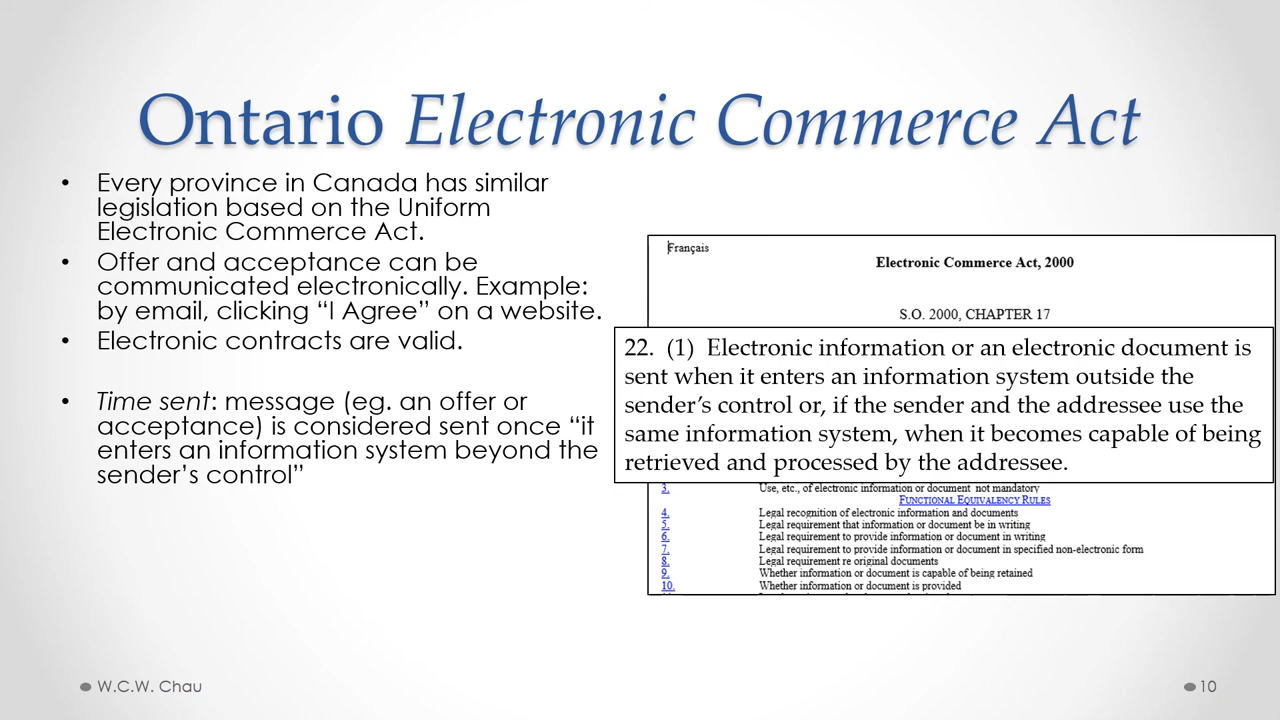 Ontario Electronic Commerce Act
• Every province in Canada has similar
legislation based on the Uniform
Electronic Commerce Act.
• Offer and acceptance can be
communicated electronically. Example:
by email, clicking “I Agree” on a website.
• Electronic contracts are valid.
• Time sent: message (eg. an offer or
acceptance) is considered sent once “it
enters an information system beyond the
sender’s control”
Français
Electronic Commerce Act, 2000
S.O. 2000, CHAPTER 17
22. (1) Electronic information or an electronic document is
sent when it enters an information system outside the
sender’s control or, if the sender and the addressee use the
same information system, when it becomes capable of being
retrieved and processed by the addressee.
3. Use, etc., of electronic information or document not mandatory
FUNCTIONAL EQUIVALENCY RULES
4. Legal recognition of electronic information and documents
5. Legal requirement that information or document be in writing
6. Legal requirement to provide information or document in writing
7. Legal requirement to provide information or document in specified non-electronic form
8. Legal requirement re original documents
9. Whether information or document is capable of being retained
10. Whether information or document is provided
W.C.W. Chau
10